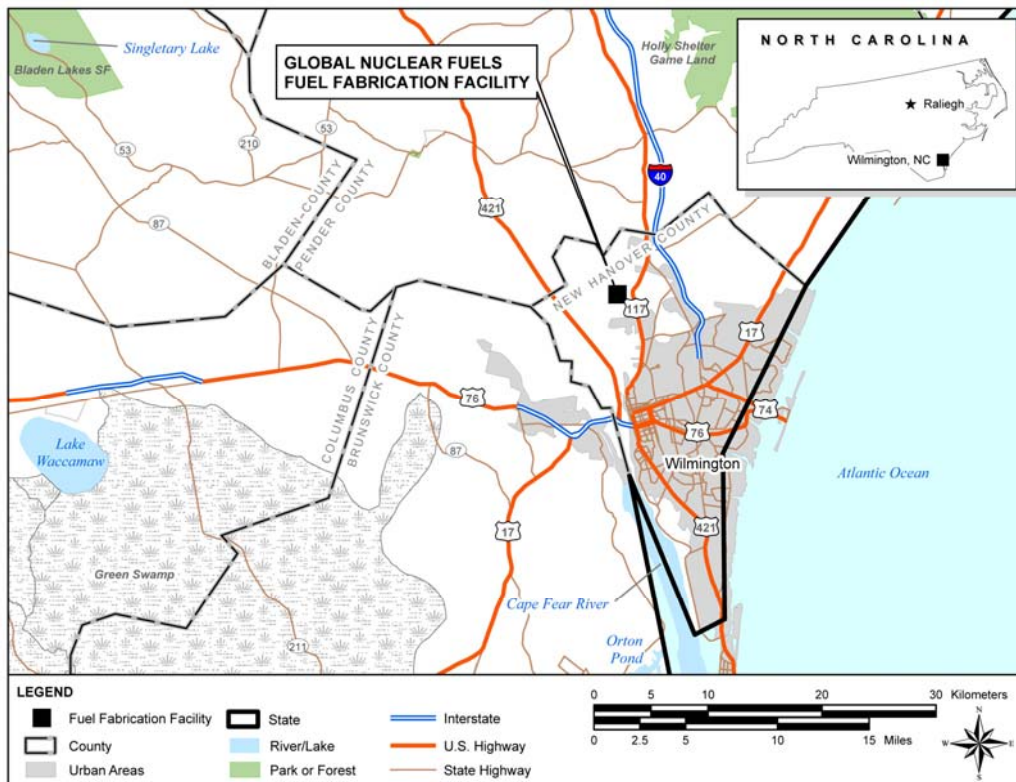 Singletary Lake
Bladen Lakes SF
GLOBAL NUCLEAR FUELS
FUEL FABRICATION FACILITY
Holly Shelter
Game Land
NORTH CAROLINA
Raliegh
Wilmington, NC
53
210
53
87
421
40
BLADEN COUNTY
PENDER COUNTY
NEW HANOVER COUNTY
117
17
COLUMBUS COUNTY
BRUNSWICK COUNTY
76
74
76
87
Lake
Waccamaw
Wilmington
Atlantic Ocean
17
421
Green Swamp
Cape Fear River
211
Orton
Pond
LEGEND
Fuel Fabrication Facility
State
Interstate
County
River/Lake
U.S. Highway
Urban Areas
Park or Forest
State Highway
0 5 10 20 30 Kilometers
0 2.5 5 10 15 Miles
N
W E
S